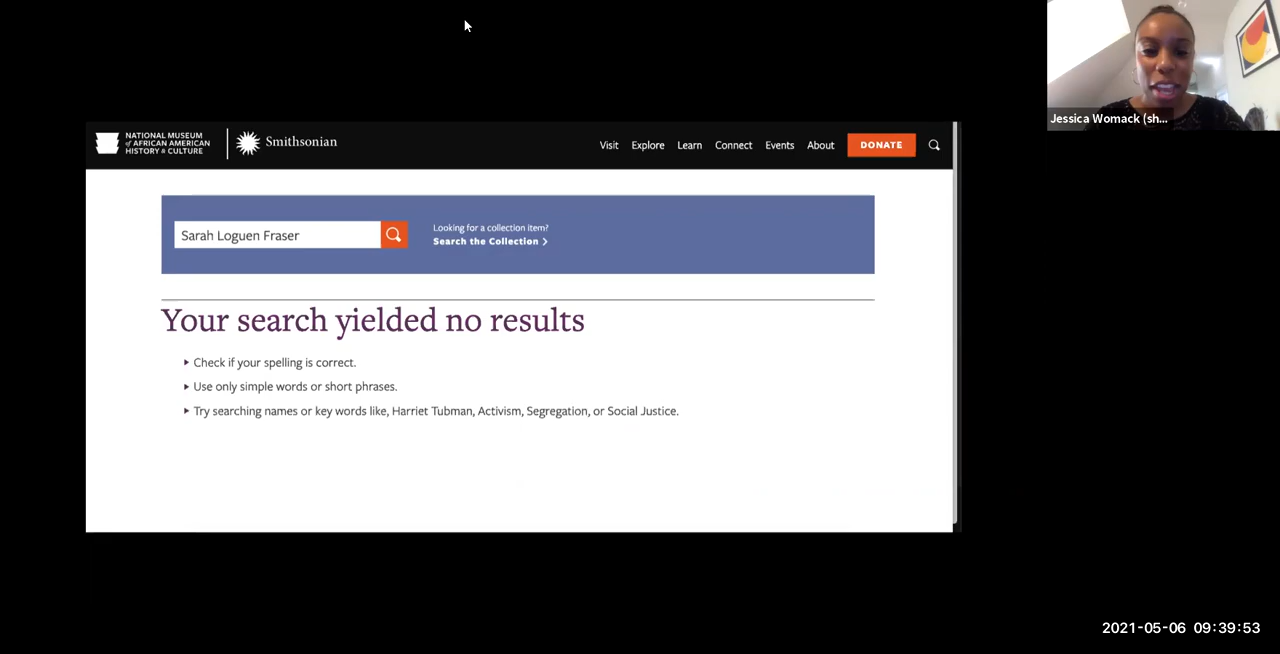 NATIONAL MUSEUM
of AFRICAN AMERICAN
HISTORY & CULTURE
Smithsonian
Visit Explore Learn Connect Events About DONATE
Jessica Womack (sh...
Sarah Loguen Fraser
Looking for a collection item?
Search the Collection
Your search yielded no results
Check if your spelling is correct.
Use only simple words or short phrases.
Try searching names or key words like, Harriet Tubman, Activism, Segregation, or Social Justice.
2021-05-06 09:39:53